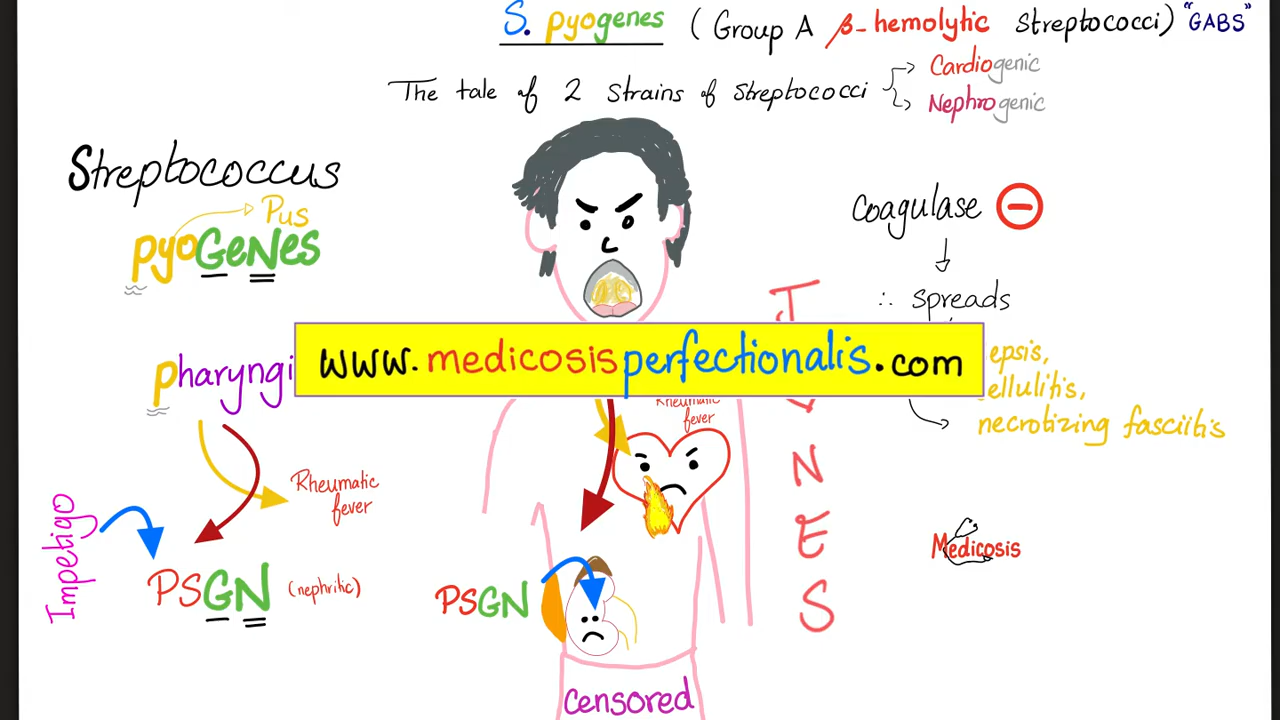 S. pyogenes (Group A β-hemolytic Streptococci) "GABS"
The tale of 2 Strains of Streptococci
Cardiogenic
Nephrogenic
Streptococcus
Pus
pyoGeNes
Coagulase
∴ spreads
www.medicosisperfectionalis.com
pharyngi
epsis,
ellulitis,
necrotizing fasciitis
Rheumatic
fever
Rheumatic
fever
J
N
E
S
Impetigo
PSGN (nephritic)
PSGN
Medicosis
censored